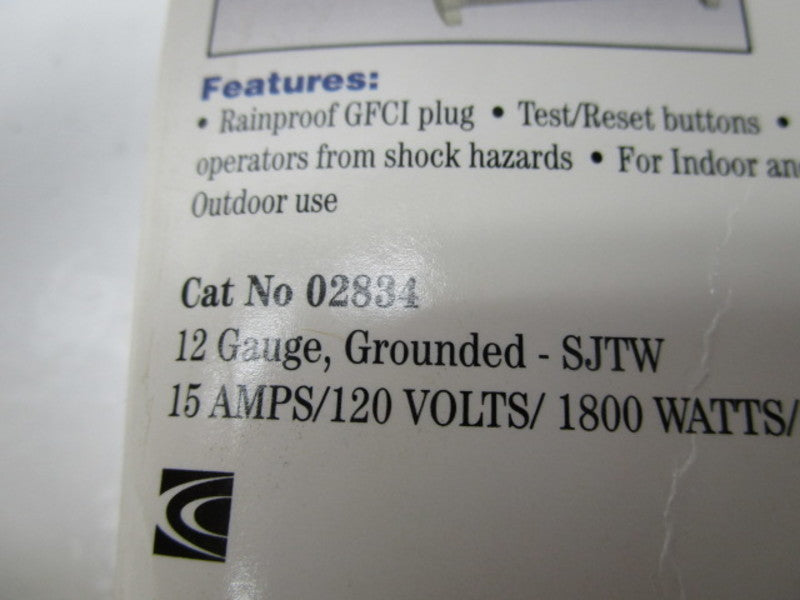 Features:
• Rainproof GFCI plug • Test/Reset buttons •
operators from shock hazards • For Indoor and
Outdoor use
Cat No 02834
12 Gauge, Grounded - SJTW
15 AMPS/120 VOLTS/ 1800 WATTS/